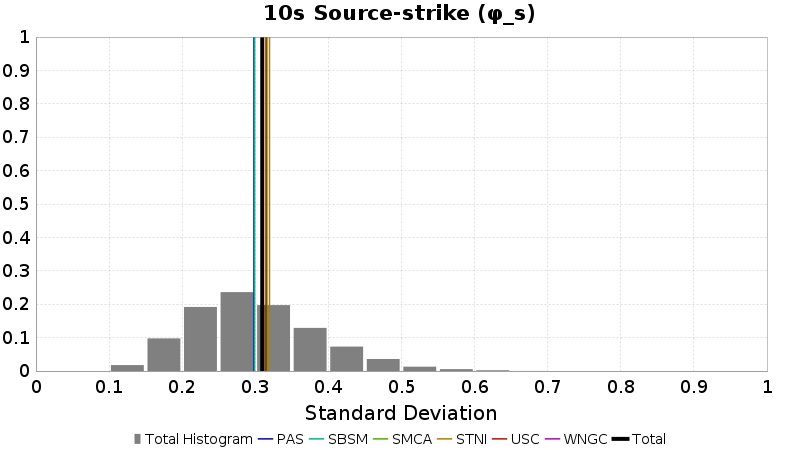 10s Source-strike (φ_s)
1
0.9
0.8
0.7
0.6
0.5
0.4
0.3
0.2
0.1
0
0 0.1 0.2 0.3 0.4 0.5 0.6 0.7 0.8 0.9 1
Standard Deviation
Total Histogram PAS SBSM SMCA STNI USC WNGC Total